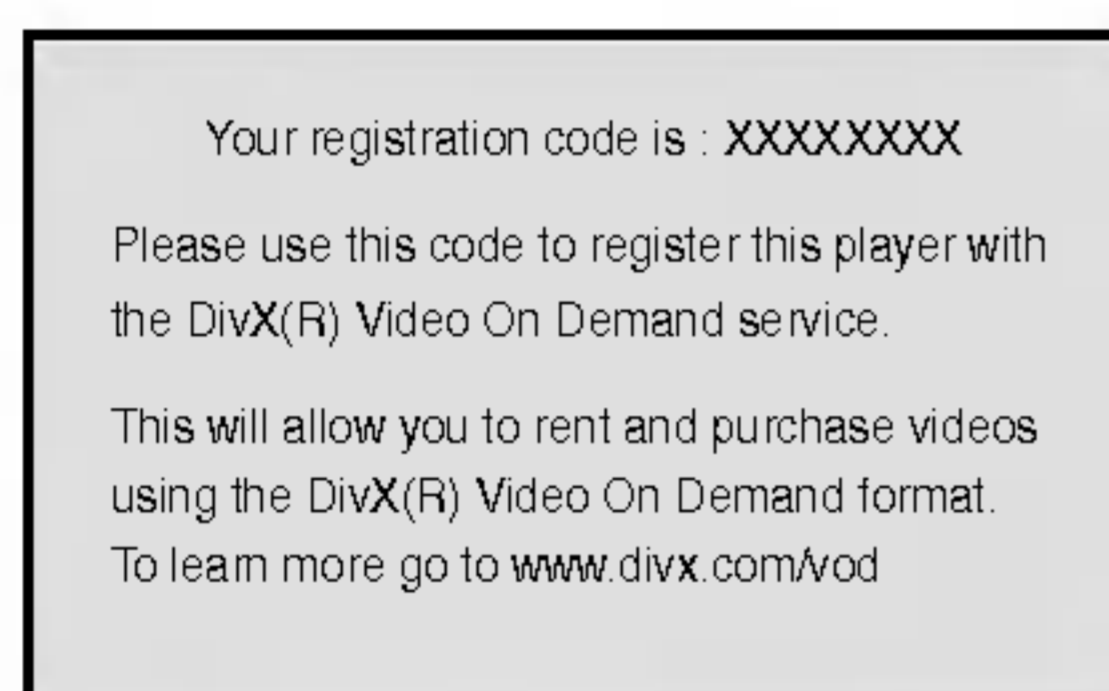 Your registration code is : XXXXXXXX
Please use this code to register this player with
the DivX(R) Video On Demand service.
This will allow you to rent and purchase videos
using the DivX(R) Video On Demand format.
To learn more go to www.divx.com/vod